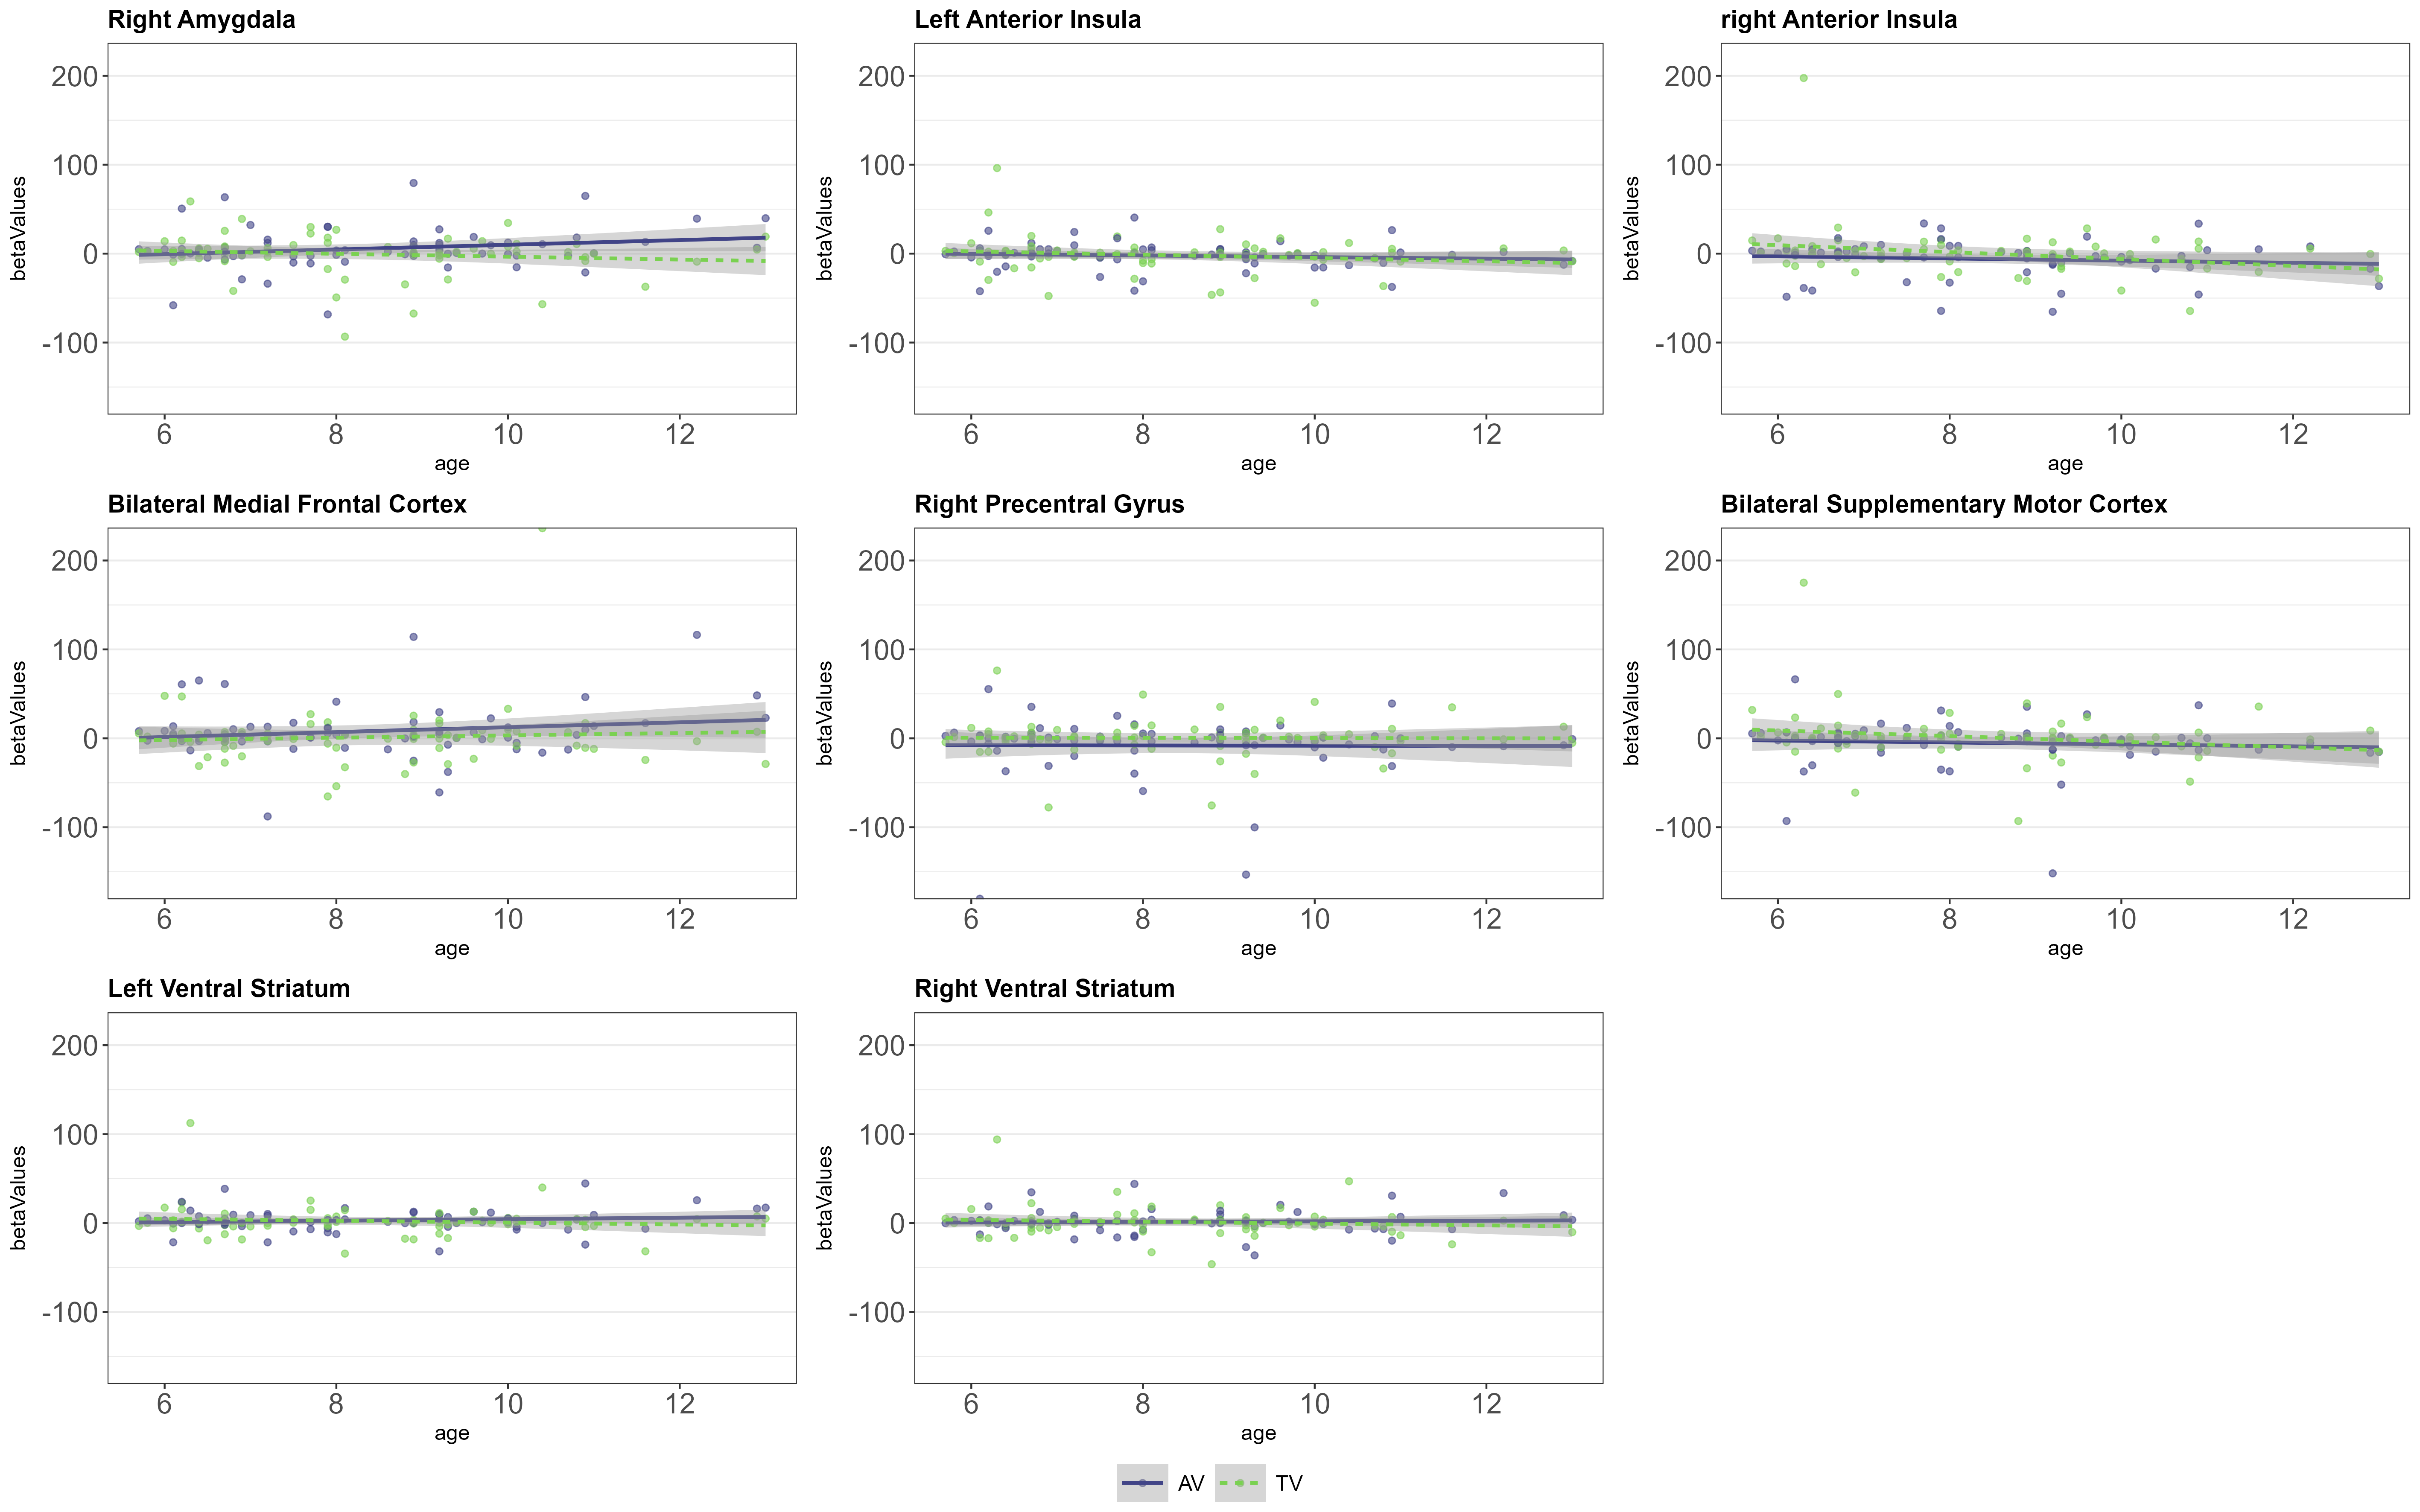 Right Amygdala
Left Anterior Insula
right Anterior Insula
betaValues
200
100
0
-100
6
8
10
12
age
betaValues
200
100
0
-100
6
8
10
12
age
betaValues
200
100
0
-100
6
8
10
12
age
Bilateral Medial Frontal Cortex
Right Precentral Gyrus
Bilateral Supplementary Motor Cortex
betaValues
200
100
0
-100
6
8
10
12
age
betaValues
200
100
0
-100
6
8
10
12
age
betaValues
200
100
0
-100
6
8
10
12
age
Left Ventral Striatum
Right Ventral Striatum
betaValues
200
100
0
-100
6
8
10
12
age
betaValues
200
100
0
-100
6
8
10
12
age
AV
TV